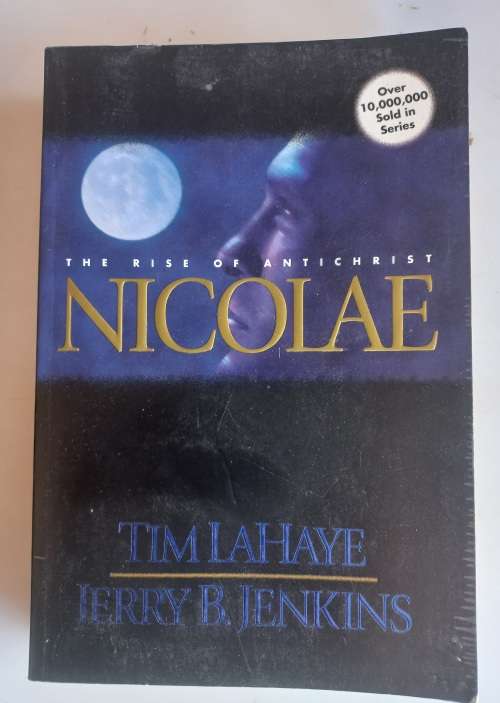 Over
10,000,000
Sold in
Series
THE RISE OF ANTICHRIST
NICOLAE
TIM LAHAYE
JERRY B. JENKINS